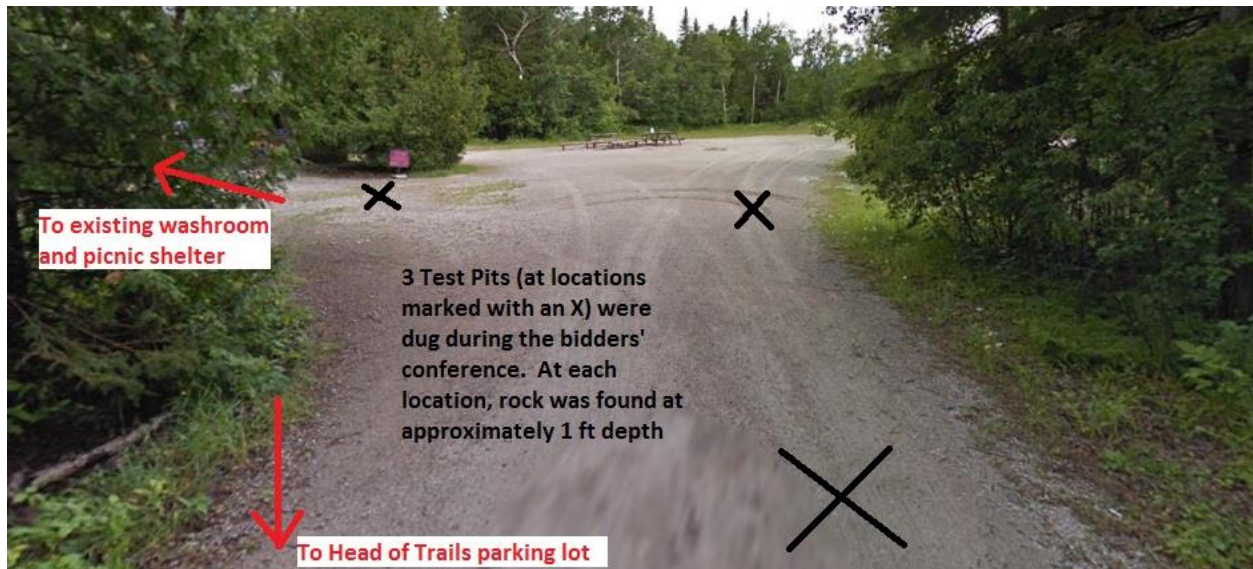 To existing washroom
and picnic shelter
3 Test Pits (at locations
marked with an X) were
dug during the bidders'
conference.  At each
location, rock was found at
approximately 1 ft depth
To Head of Trails parking lot